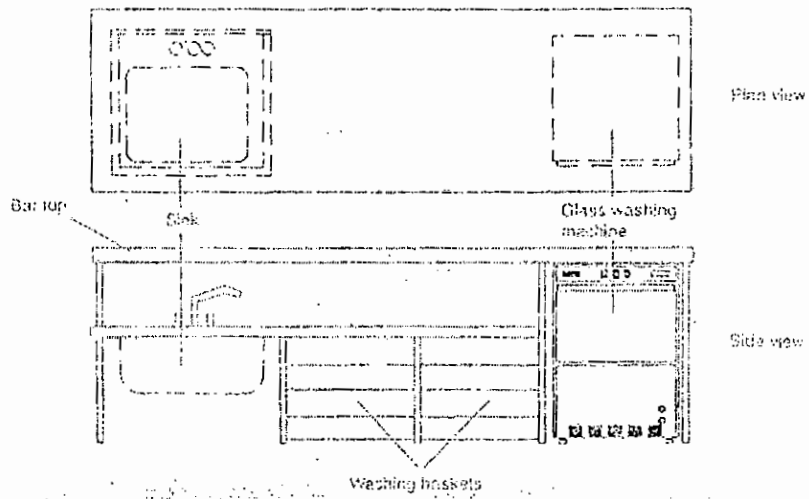 Plan view
Bar top
Sink
Glass washing
machine
Side view
Washing baskets